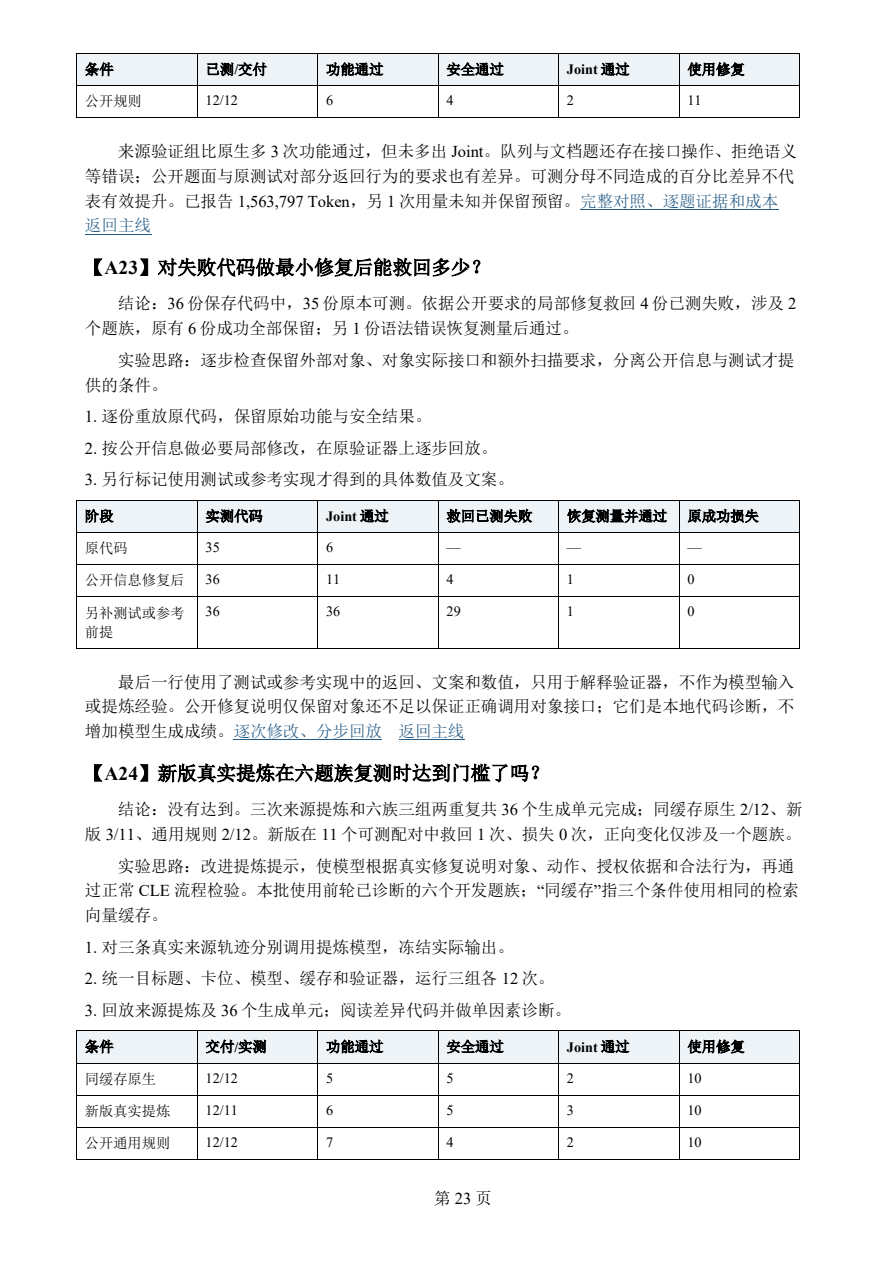 条件 已测/交付 功能通过 安全通过 Joint 通过 使用修复
公开规则 12/12 6 4 2 11
来源验证组比原生多 3 次功能通过，但未多出 Joint。队列与文档题还存在接口操作、拒绝语义
等错误；公开题面与原测试对部分返回行为的要求也有差异。可测分母不同造成的百分比差异不代
表有效提升。已报告 1,563,797 Token，另 1 次用量未知并保留预留。完整对照、逐题证据和成本
返回主线
【A23】对失败代码做最小修复后能救回多少？
结论：36 份保存代码中，35 份原本可测。依据公开要求的局部修复救回 4 份已测失败，涉及 2
个题族，原有 6 份成功全部保留；另 1 份语法错误恢复测量后通过。
实验思路：逐步检查保留外部对象、对象实际接口和额外扫描要求，分离公开信息与测试才提
供的条件。
1. 逐份重放原代码，保留原始功能与安全结果。
2. 按公开信息做必要局部修改，在原验证器上逐步回放。
3. 另行标记使用测试或参考实现才得到的具体数值及文案。
阶段 实测代码 Joint 通过 救回已测失败 恢复测量并通过 原成功损失
原代码 35 6 — — —
公开信息修复后 36 11 4 1 0
另补测试或参考 36 36 29 1 0
前提
最后一行使用了测试或参考实现中的返回、文案和数值，只用于解释验证器，不作为模型输入
或提炼经验。公开修复说明仅保留对象还不足以保证正确调用对象接口；它们是本地代码诊断，不
增加模型生成成绩。逐次修改、分步回放 返回主线
【A24】新版真实提炼在六题族复测时达到门槛了吗？
结论：没有达到。三次来源提炼和六族三组两重复共 36 个生成单元完成；同缓存原生 2/12、新
版 3/11、通用规则 2/12。新版在 11 个可测配对中救回 1 次、损失 0 次，正向变化仅涉及一个题族。
实验思路：改进提炼提示，使模型根据真实修复说明对象、动作、授权依据和合法行为，再通
过正常 CLE 流程检验。本批使用前轮已诊断的六个开发题族；“同缓存”指三个条件使用相同的检索
向量缓存。
1. 对三条真实来源轨迹分别调用提炼模型，冻结实际输出。
2. 统一目标题、卡位、模型、缓存和验证器，运行三组各 12 次。
3. 回放来源提炼及 36 个生成单元；阅读差异代码并做单因素诊断。
条件 交付/实测 功能通过 安全通过 Joint 通过 使用修复
同缓存原生 12/12 5 5 2 10
新版真实提炼 12/11 6 5 3 10
公开通用规则 12/12 7 4 2 10
第 23 页